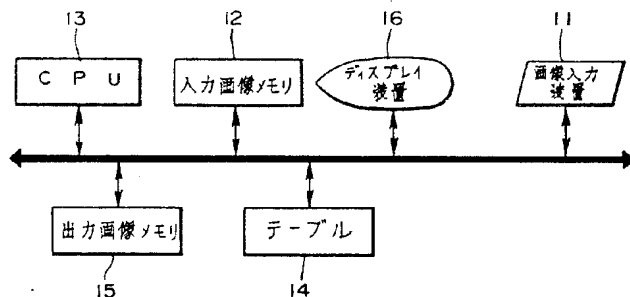 13
12
16
11
C P U
入力画像メモリ
ディスプレイ
装置
画像入力
装置
出力画像メモリ
テーブル
15
14